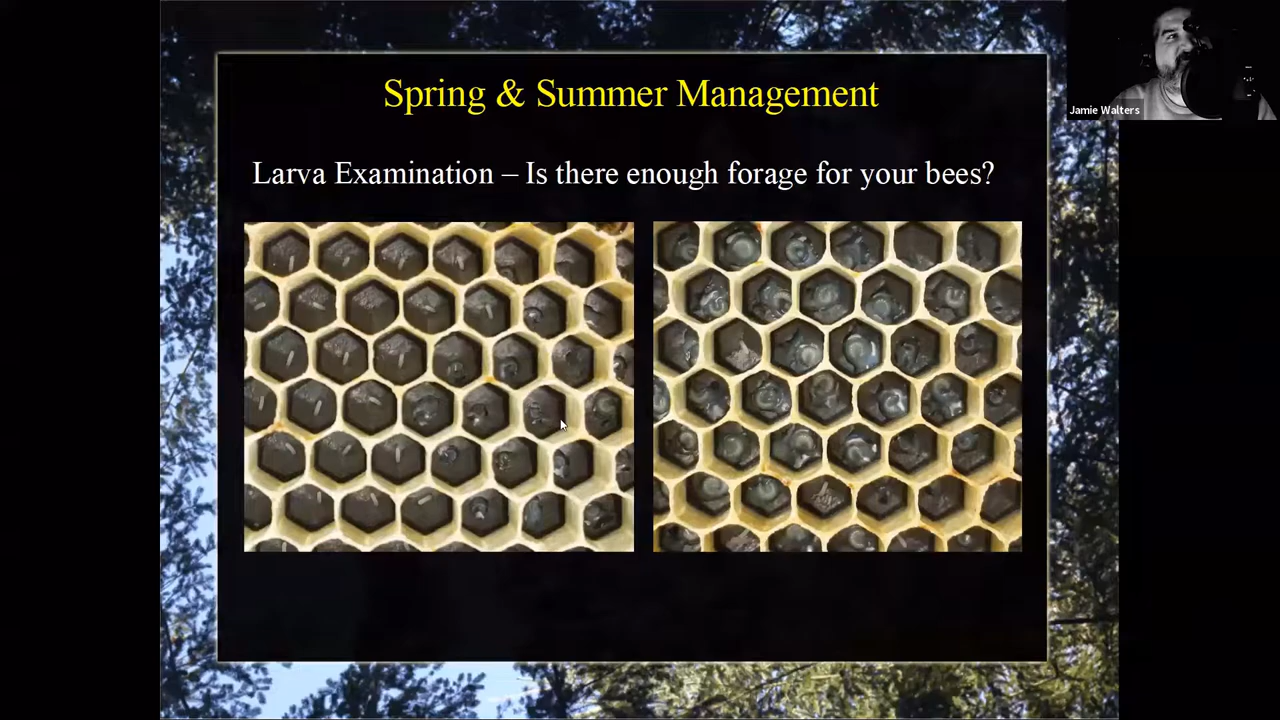 Spring & Summer Management
Larva Examination – Is there enough forage for your bees?
Jamie Walters